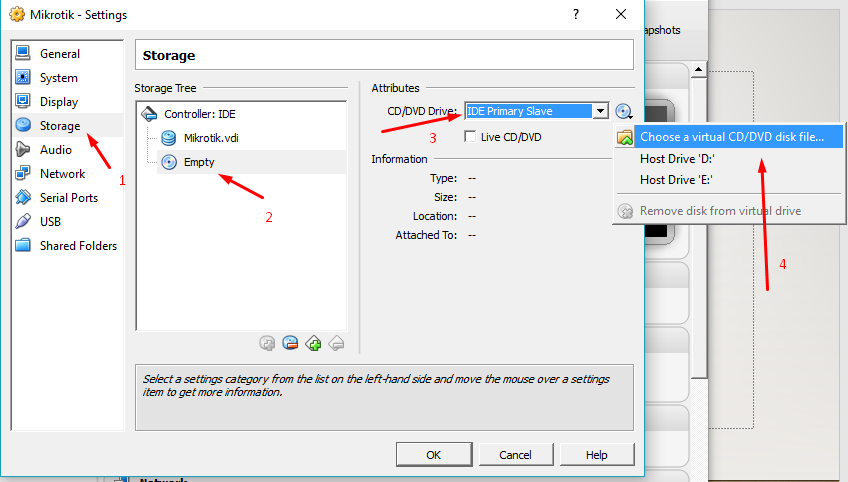 Mikrotik - Settings
?
General
System
Display
Storage
Audio
Network
Serial Ports
USB
Shared Folders
1
Storage
Storage Tree
Controller: IDE
Mikrotik.vdi
Empty
2
Attributes
CD/DVD Drive: IDE Primary Slave
3
Live CD/DVD
Information
Type: --
Size: --
Location: --
Attached To: --
Choose a virtual CD/DVD disk file...
Host Drive 'D:'
Host Drive 'E:'
Remove disk from virtual drive
4
Select a settings category from the list on the left-hand side and move the mouse over a settings
item to get more information.
OK
Cancel
Help
apshots
Network